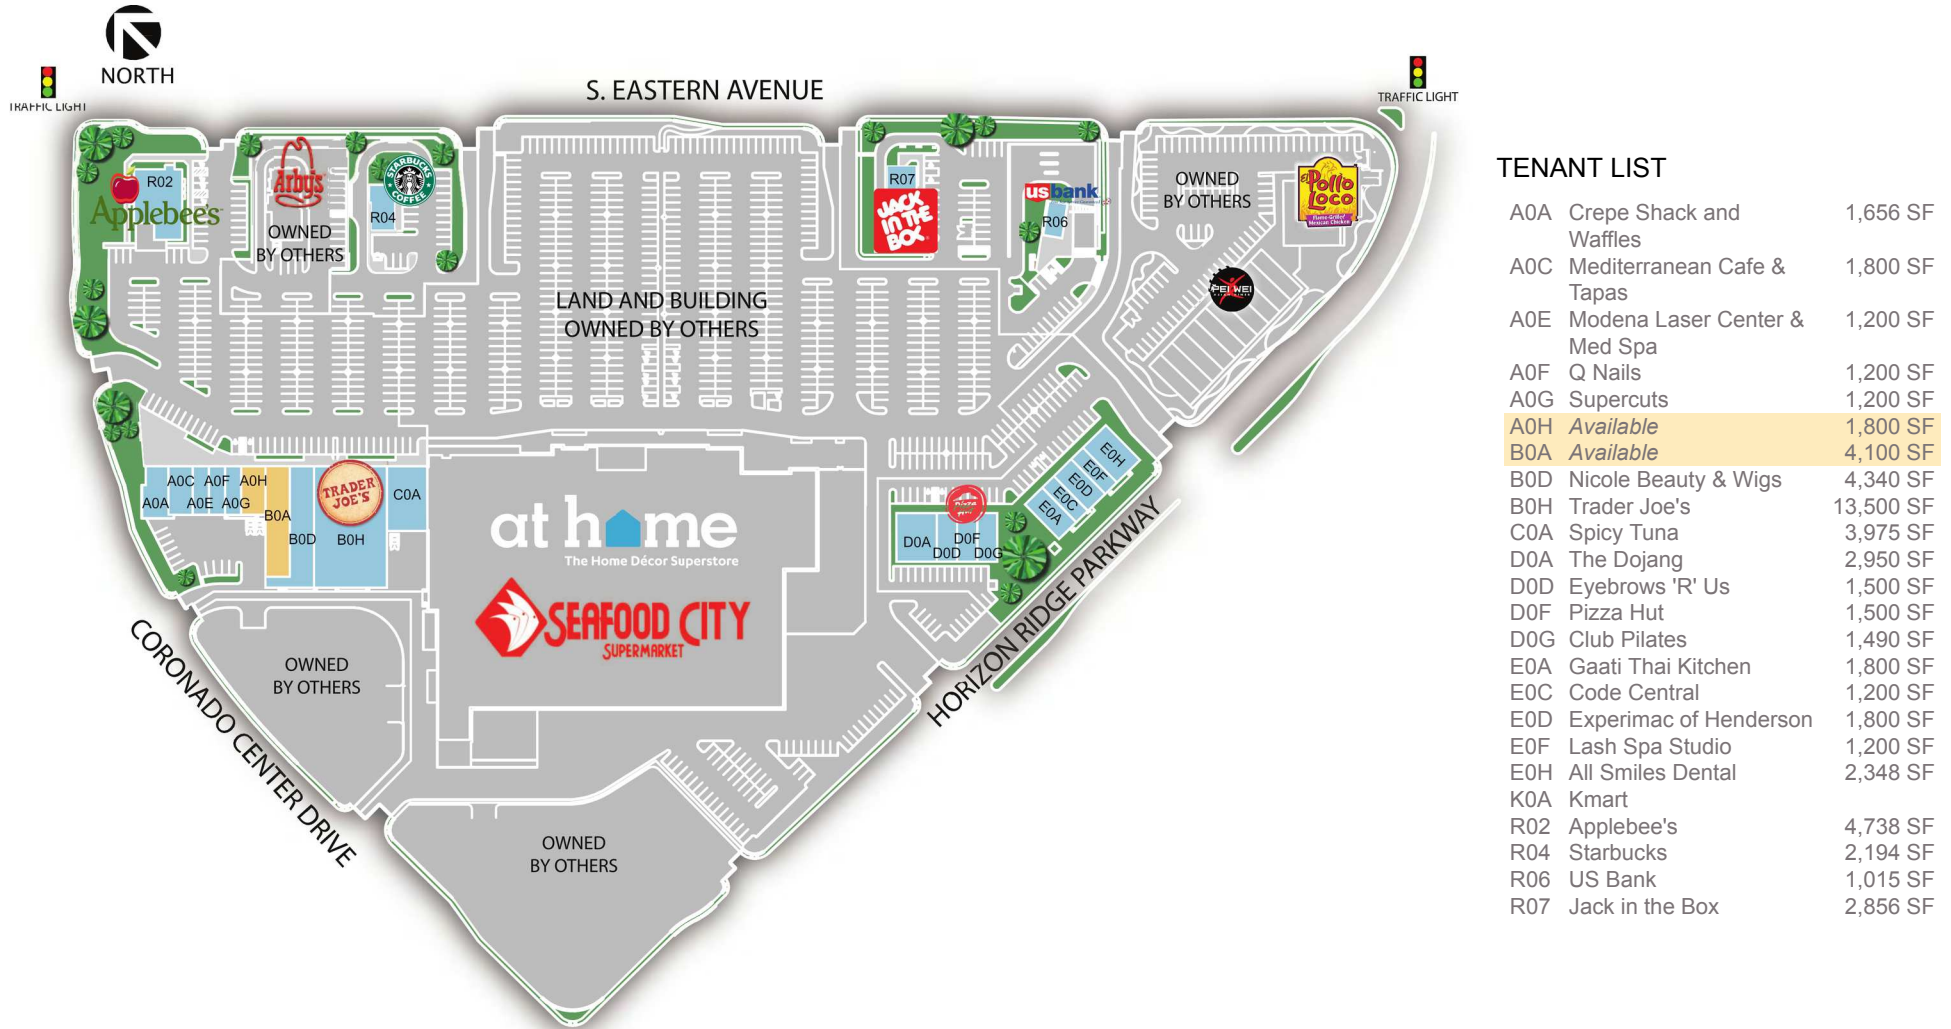 NORTH
TRAFFIC LIGHT
S. EASTERN AVENUE
TRAFFIC LIGHT
R02
Applebee's
Arby's
OWNED
BY OTHERS
STARBUCKS
COFFEE
R04
LAND AND BUILDING
OWNED BY OTHERS
R07
JACK
IN THE
BOX
usbank
R06
OWNED
BY OTHERS
El Pollo
Loco
Flame-Grilled
Mexican Chicken
PEI WEI
A0A
A0C
A0E
A0F
A0G
A0H
B0A
B0D
TRADER
JOE'S
B0H
C0A
at home
The Home Décor Superstore
SEAFOOD CITY
SUPERMARKET
D0A
D0D
D0F
D0G
E0A
E0C
E0D
E0F
E0H
HORIZON RIDGE PARKWAY
CORONADO CENTER DRIVE
OWNED
BY OTHERS
OWNED
BY OTHERS
TENANT LIST
A0A Crepe Shack and 1,656 SF
Waffles
A0C Mediterranean Cafe & 1,800 SF
Tapas
A0E Modena Laser Center & 1,200 SF
Med Spa
A0F Q Nails 1,200 SF
A0G Supercuts 1,200 SF
A0H Available 1,800 SF
B0A Available 4,100 SF
B0D Nicole Beauty & Wigs 4,340 SF
B0H Trader Joe's 13,500 SF
C0A Spicy Tuna 3,975 SF
D0A The Dojang 2,950 SF
D0D Eyebrows 'R' Us 1,500 SF
D0F Pizza Hut 1,500 SF
D0G Club Pilates 1,490 SF
E0A Gaati Thai Kitchen 1,800 SF
E0C Code Central 1,200 SF
E0D Experimac of Henderson 1,800 SF
E0F Lash Spa Studio 1,200 SF
E0H All Smiles Dental 2,348 SF
K0A Kmart
R02 Applebee's 4,738 SF
R04 Starbucks 2,194 SF
R06 US Bank 1,015 SF
R07 Jack in the Box 2,856 SF